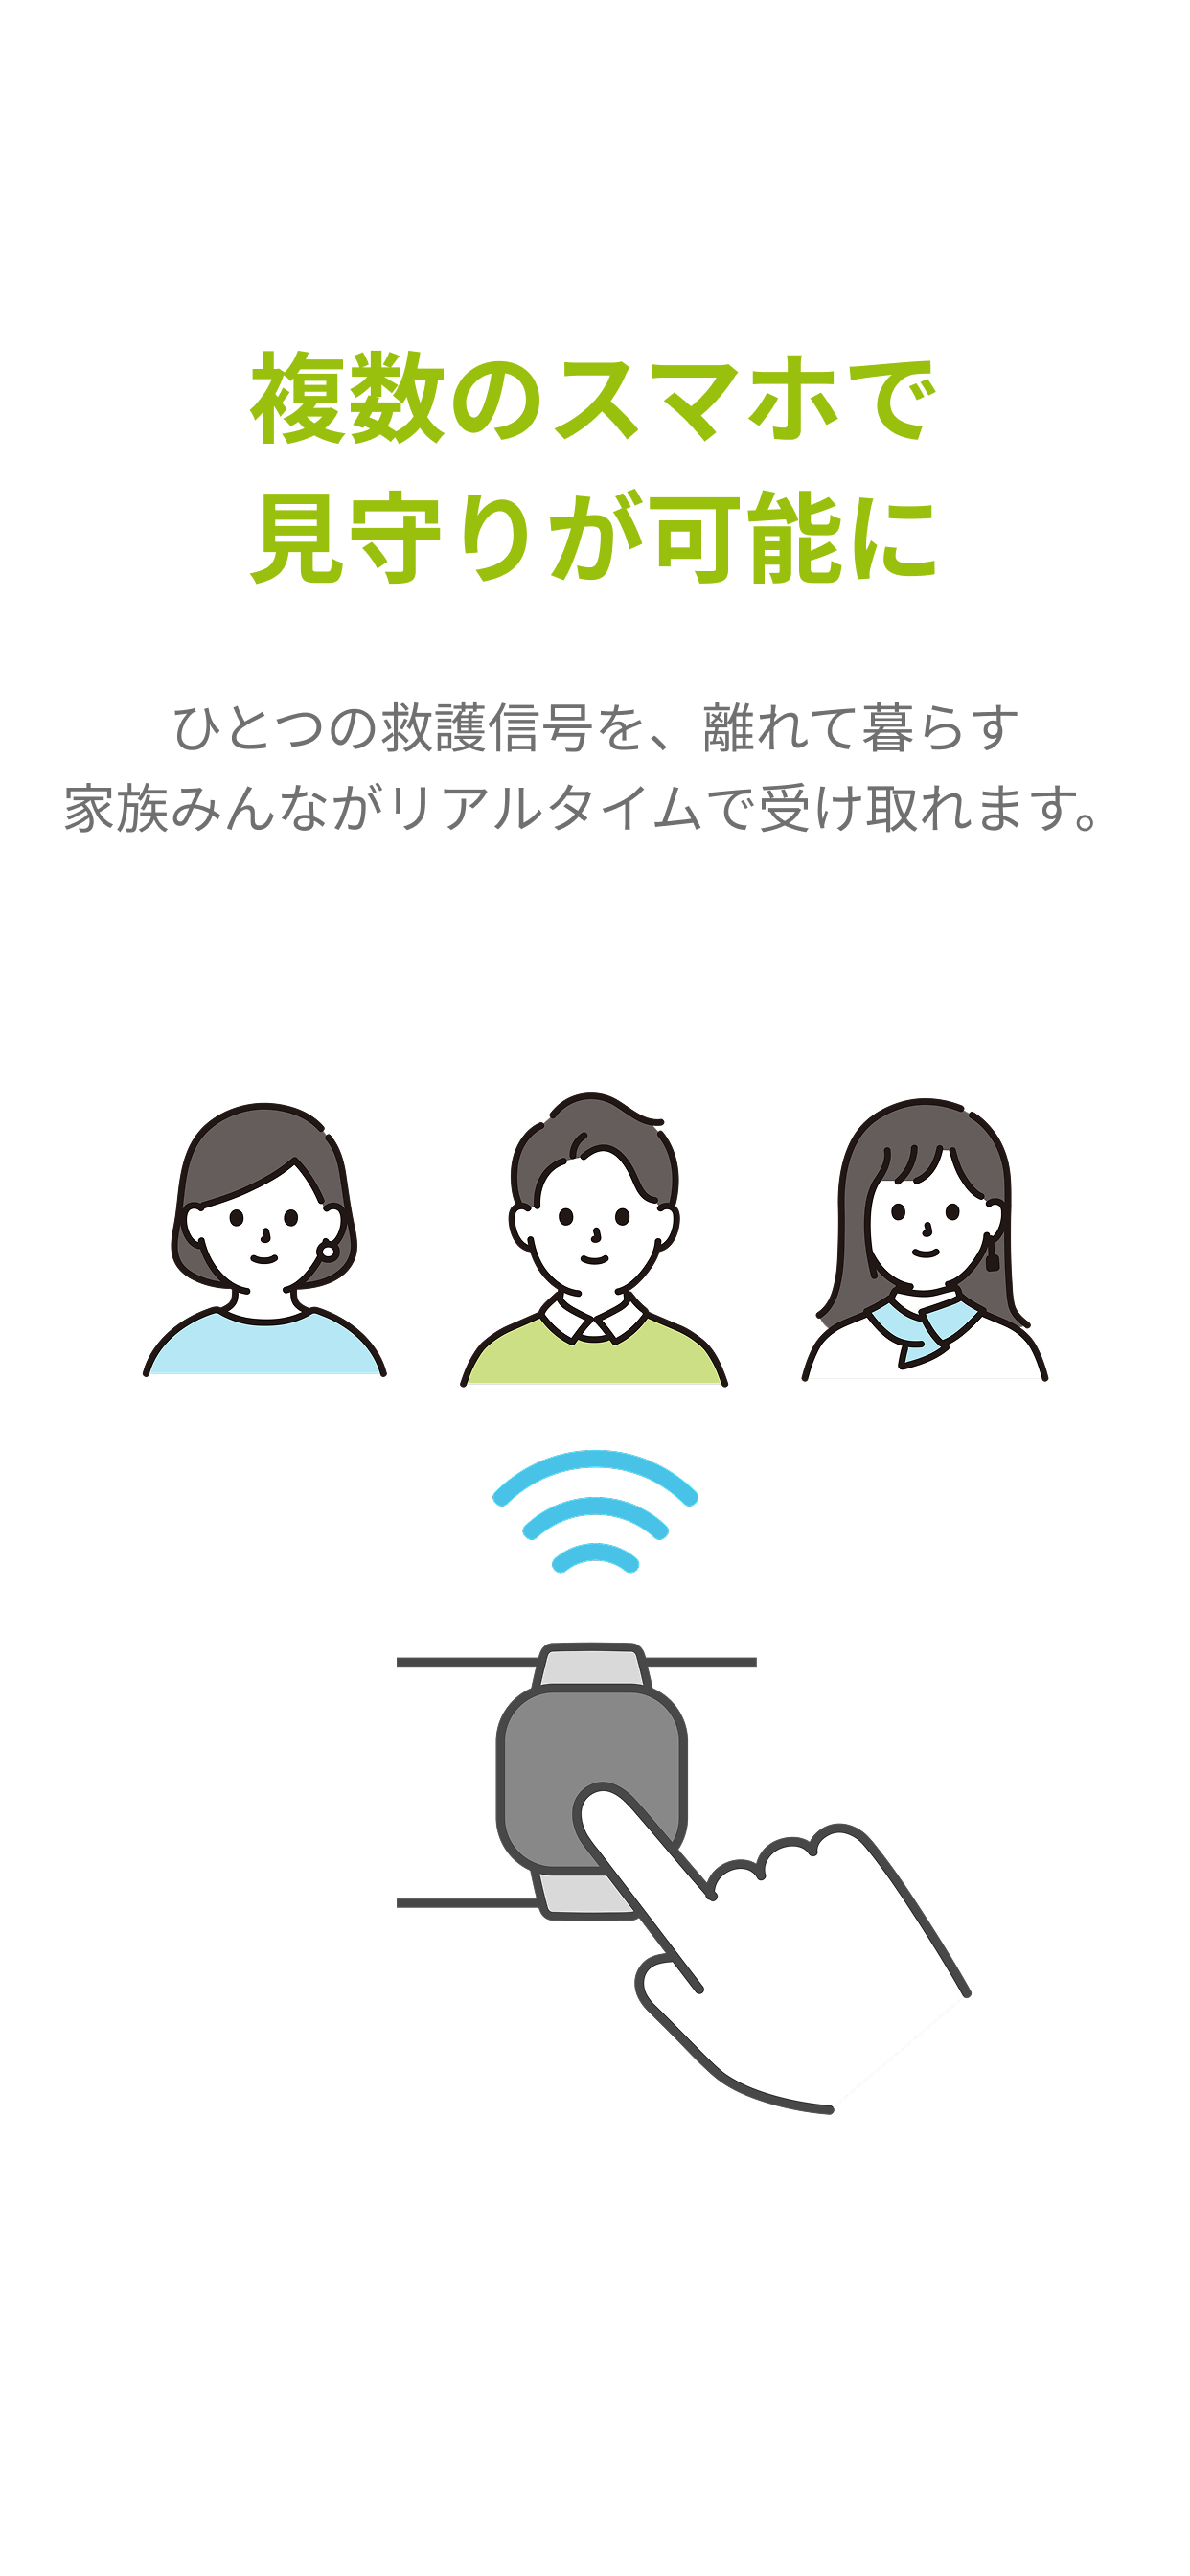 複数のスマホで
見守りが可能に
ひとつの救護信号を、離れて暮らす
家族みんながリアルタイムで受け取れます。